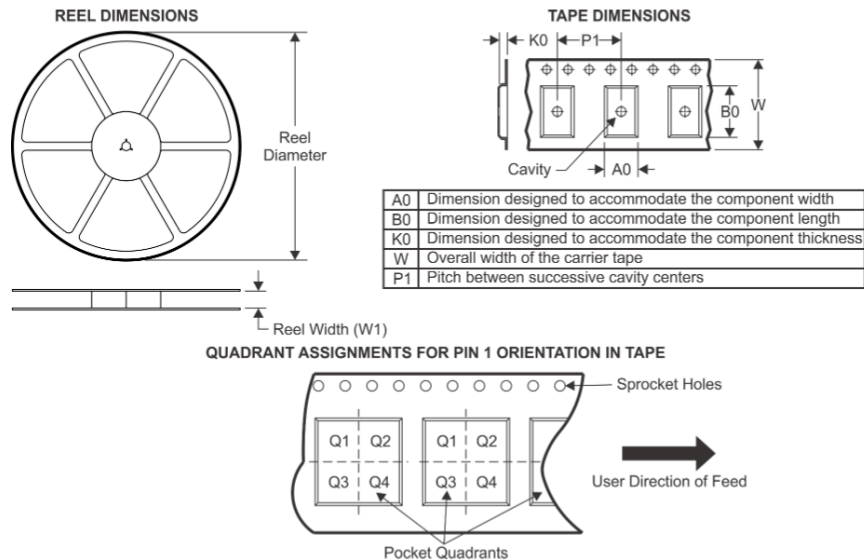 REEL DIMENSIONS
Reel
Diameter
Reel Width (W1)
TAPE DIMENSIONS
K0
P1
B0
W
Cavity
A0
A0 Dimension designed to accommodate the component width
B0 Dimension designed to accommodate the component length
K0 Dimension designed to accommodate the component thickness
W Overall width of the carrier tape
P1 Pitch between successive cavity centers
QUADRANT ASSIGNMENTS FOR PIN 1 ORIENTATION IN TAPE
Sprocket Holes
Q1 Q2 Q1 Q2
Q3 Q4 Q3 Q4
User Direction of Feed
Pocket Quadrants